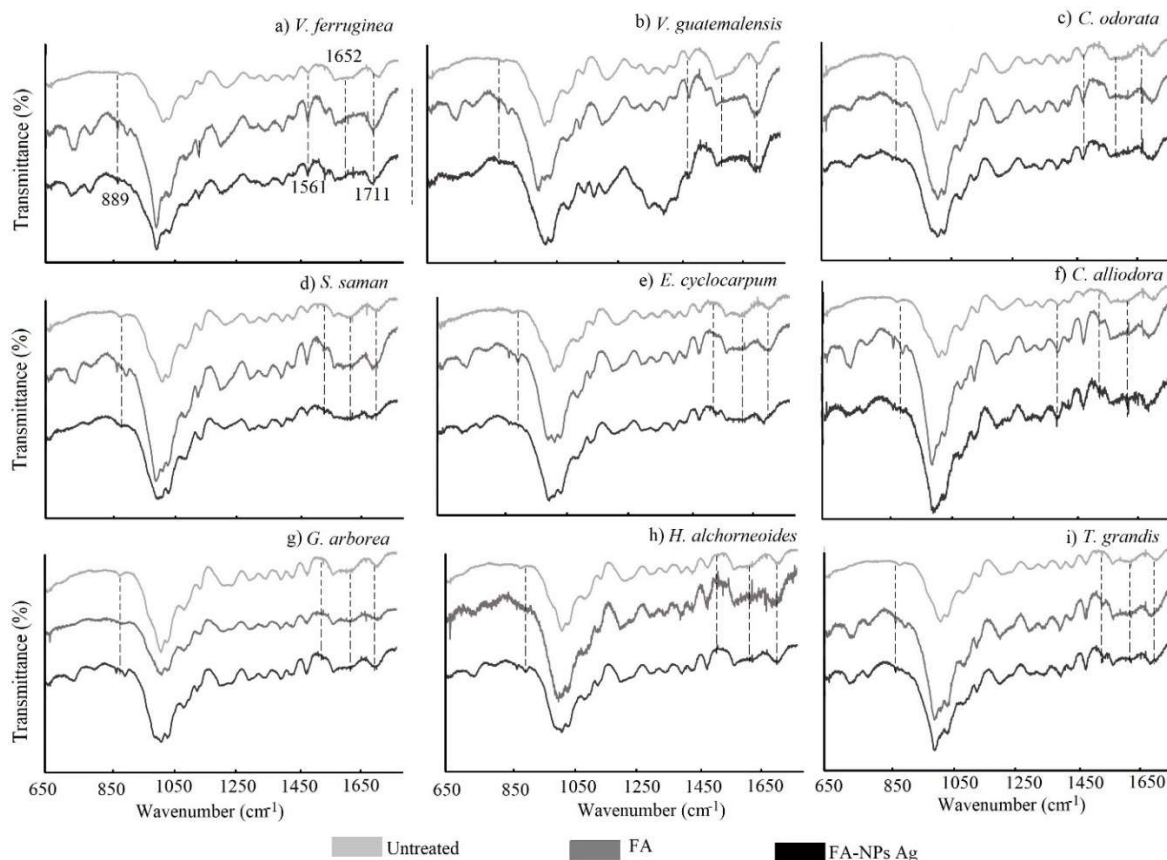 a) V. ferruginea
b) V. guatemalensis
c) C. odorata
1652
889
1561
1711
Transmittance (%)
d) S. saman
e) E. cyclocarpum
f) C. alliodora
Transmittance (%)
g) G. arborea
h) H. alchorneoides
i) T. grandis
Transmittance (%)
650 850 1050 1250 1450 1650
650 850 1050 1250 1450 1650
650 850 1050 1250 1450 1650
Wavenumber (cm⁻¹)
Wavenumber (cm⁻¹)
Wavenumber (cm⁻¹)
Untreated
FA
FA-NPs Ag